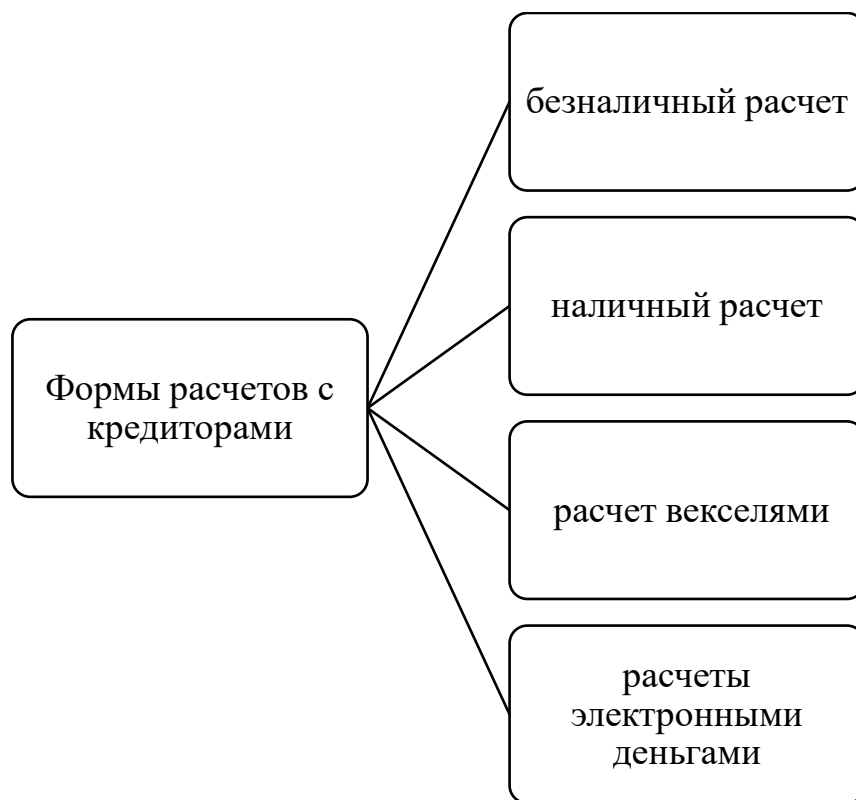 безналичный расчет
наличный расчет
Формы расчетов с
кредиторами
расчет векселями
расчеты
электронными
деньгами